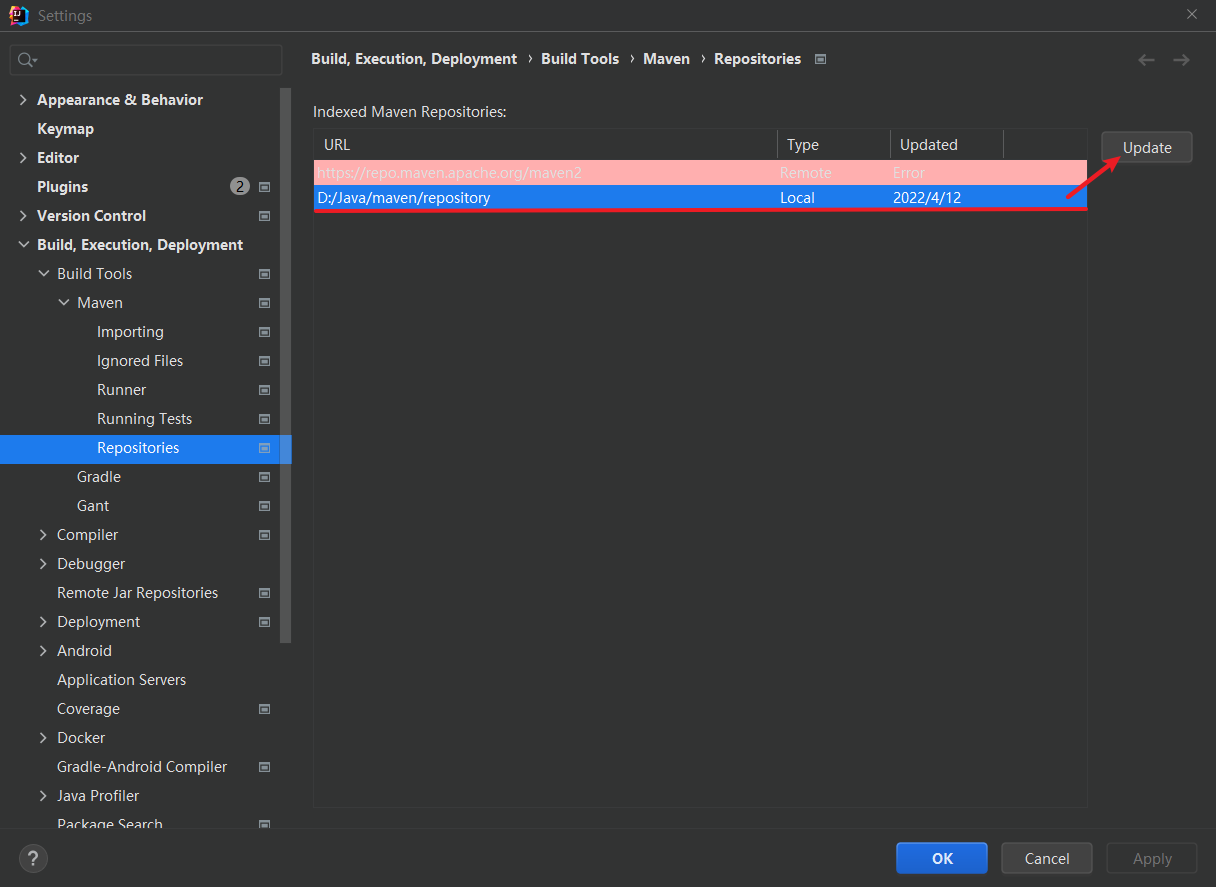 Settings
Build, Execution, Deployment › Build Tools › Maven › Repositories
Appearance & Behavior
Keymap
Editor
Plugins 2
Version Control
Build, Execution, Deployment
Build Tools
Maven
Importing
Ignored Files
Runner
Running Tests
Repositories
Gradle
Gant
Compiler
Debugger
Remote Jar Repositories
Deployment
Android
Application Servers
Coverage
Docker
Gradle-Android Compiler
Java Profiler
Package Search
Indexed Maven Repositories:
URL Type Updated
https://repo.maven.apache.org/maven2 Remote Error
D:/Java/maven/repository Local 2022/4/12
Update
?
OK Cancel Apply